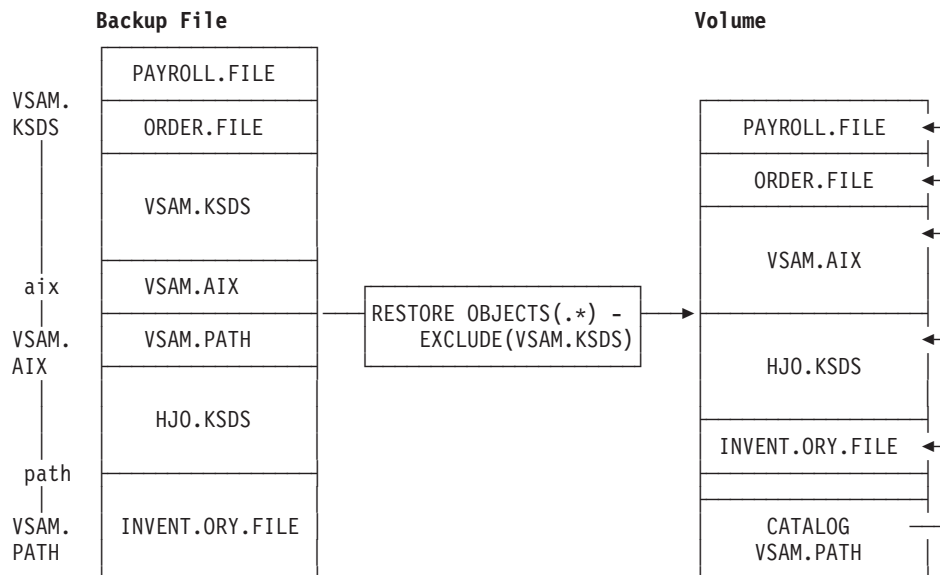 Backup File
Volume
PAYROLL.FILE
VSAM.
KSDS
ORDER.FILE
PAYROLL.FILE
ORDER.FILE
VSAM.KSDS
VSAM.AIX
aix
VSAM.AIX
RESTORE OBJECTS(.*) –
EXCLUDE(VSAM.KSDS)
VSAM.
AIX
VSAM.PATH
HJO.KSDS
HJO.KSDS
INVENT.ORY.FILE
path
VSAM.
PATH
INVENT.ORY.FILE
CATALOG
VSAM.PATH